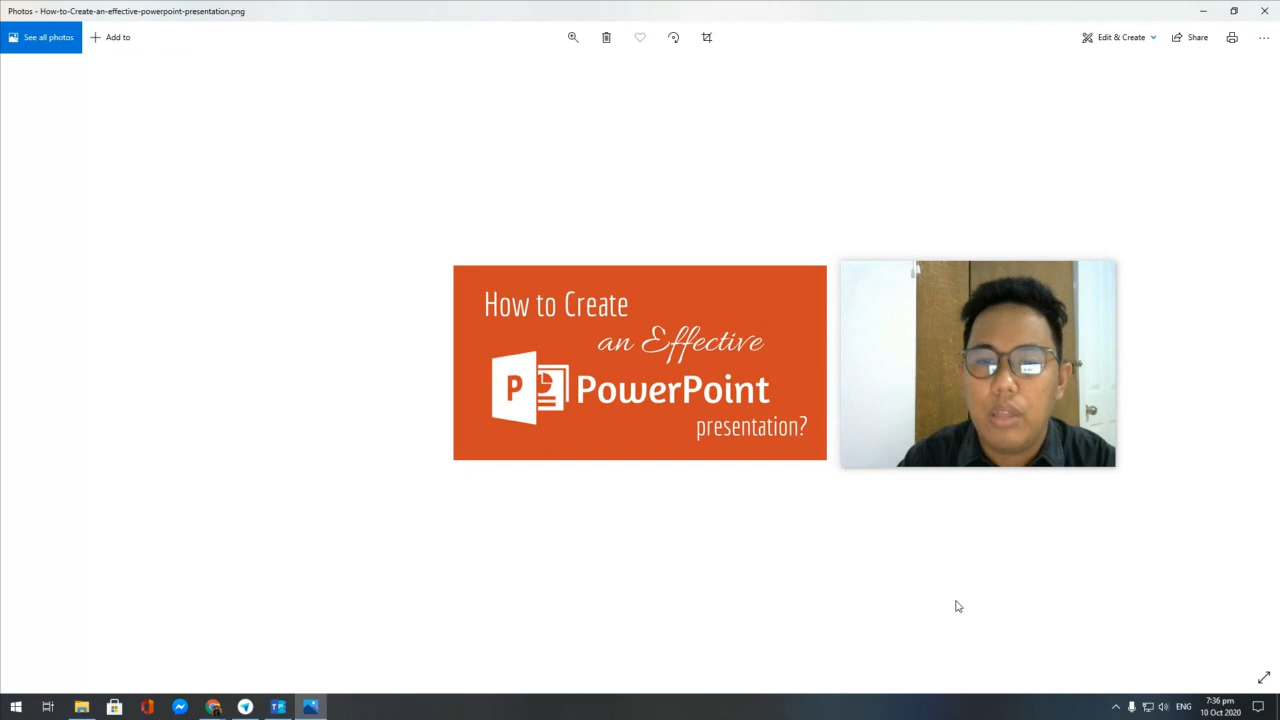 Photos - How-to-Create-an-effective-powerpoint-presentation.png
See all photos
Add to
Edit & Create
Share
How to Create
an Effective
P PowerPoint
presentation?
ENG
7:36 pm
10 Oct 2020